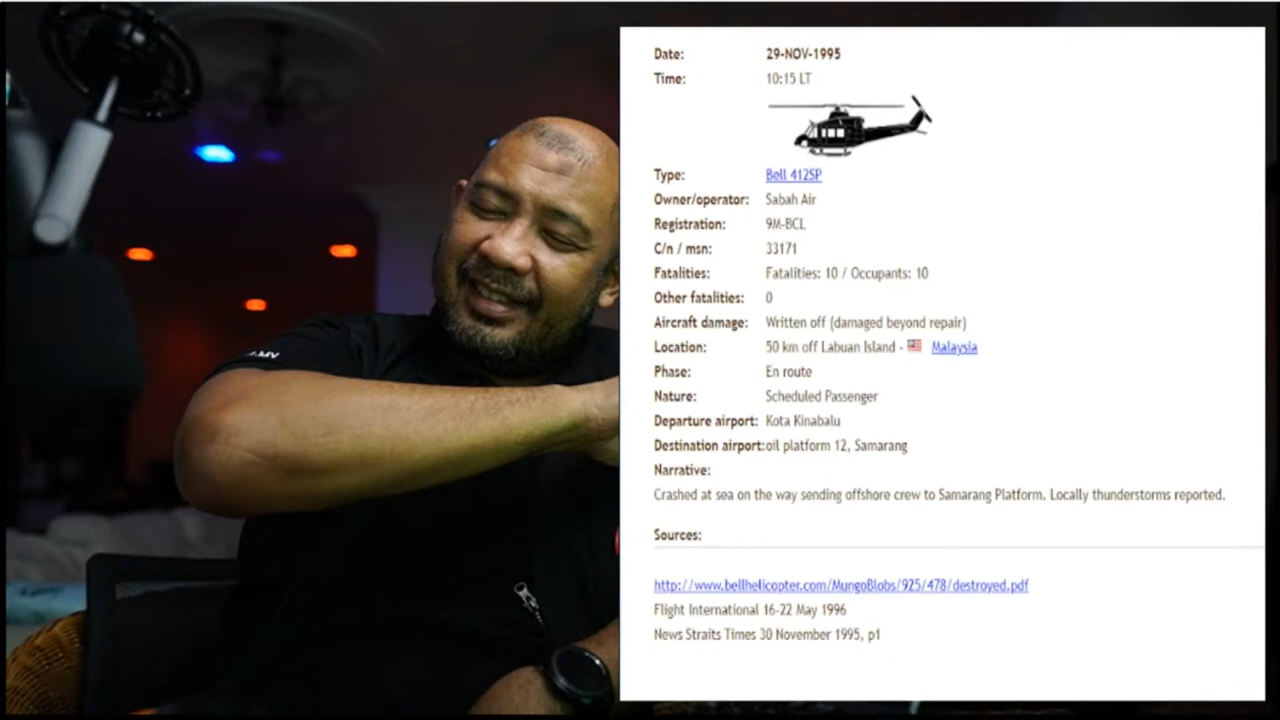 Date: 29-NOV-1995
Time: 10:15 LT
Type: Bell 412SP
Owner/operator: Sabah Air
Registration: 9M-BCL
C/n / msn: 33171
Fatalities: Fatalities: 10 / Occupants: 10
Other fatalities: 0
Aircraft damage: Written off (damaged beyond repair)
Location: 50 km off Labuan Island - Malaysia
Phase: En route
Nature: Scheduled Passenger
Departure airport: Kota Kinabalu
Destination airport: oil platform 12, Samarang
Narrative:
Crashed at sea on the way sending offshore crew to Samarang Platform. Locally thunderstorms reported.
Sources:
http://www.bellhelicopter.com/MungoBlobs/925/478/destroyed.pdf
Flight International 16-22 May 1996
News Straits Times 30 November 1995, p1